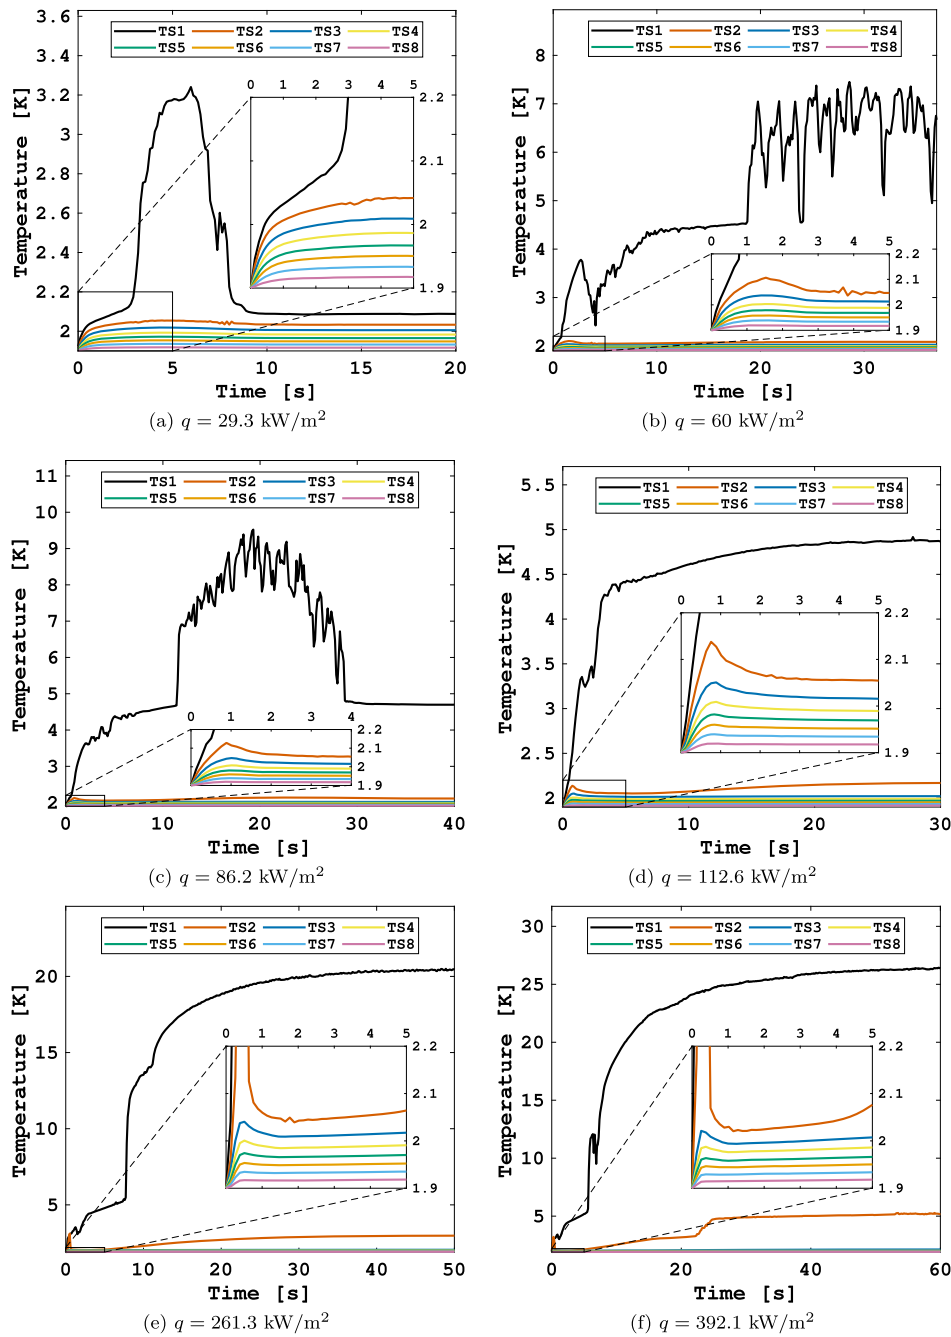 3.6
3.4
3.2
3
2.8
2.6
2.4
2.2
2
Temperature [K]
TS1 TS2 TS3 TS4
TS5 TS6 TS7 TS8
0 1 2 3 4 5
2.2
2.1
2
1.9
0 5 10 15 20
Time [s]
(a) q = 29.3 kW/m²
8
7
6
5
4
3
2
Temperature [K]
TS1 TS2 TS3 TS4
TS5 TS6 TS7 TS8
0 1 2 3 4 5
2.2
2.1
2
1.9
0 10 20 30
Time [s]
(b) q = 60 kW/m²
11
10
9
8
7
6
5
4
3
2
Temperature [K]
TS1 TS2 TS3 TS4
TS5 TS6 TS7 TS8
0 1 2 3 4
2.2
2.1
2
1.9
0 10 20 30 40
Time [s]
(c) q = 86.2 kW/m²
5.5
5
4.5
4
3.5
3
2.5
2
Temperature [K]
TS1 TS2 TS3 TS4
TS5 TS6 TS7 TS8
0 1 2 3 4 5
2.2
2.1
2
1.9
0 10 20 30
Time [s]
(d) q = 112.6 kW/m²
20
15
10
5
Temperature [K]
TS1 TS2 TS3 TS4
TS5 TS6 TS7 TS8
0 1 2 3 4 5
2.2
2.1
2
1.9
0 10 20 30 40 50
Time [s]
(e) q = 261.3 kW/m²
30
25
20
15
10
5
Temperature [K]
TS1 TS2 TS3 TS4
TS5 TS6 TS7 TS8
0 1 2 3 4 5
2.2
2.1
2
1.9
0 20 40 60
Time [s]
(f) q = 392.1 kW/m²